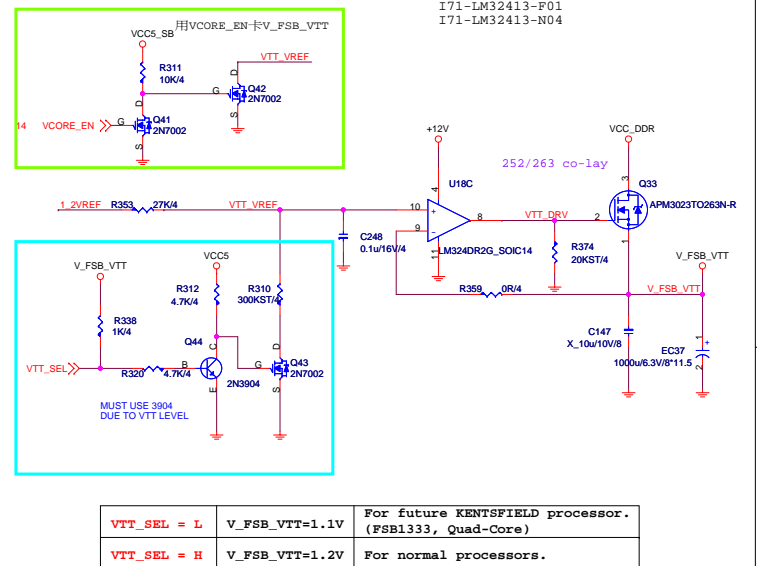 I71-LM32413-F01
I71-LM32413-N04
用VCORE_EN卡V_FSB_VTT
VCC5_SB
VTT_VREF
R311
10K/4
D
G
Q42
2N7002
S
D
14 VCORE_EN
G
Q41
2N7002
S
+12V
VCC_DDR
252/263 co-lay
U18C
4
3
Q33
APM3023TO263N-R
1_2VREF
R353
27K/4
VTT_VREF
10
+
8
VTT_DRV
2
9
-
11
LM324DR2G_SOIC14
1
C248
0.1u/16V/4
R374
20KST/4
V_FSB_VTT
R359
0R/4
V_FSB_VTT
V_FSB_VTT
VCC5
R312
4.7K/4
R310
300KST/4
R338
1K/4
Q44
C
D
G
Q43
2N7002
S
VTT_SEL
R320
4.7K/4
B
2N3904
E
MUST USE 3904
DUE TO VTT LEVEL
C147
X_10u/10V/8
1
+
EC37
1000u/6.3V/8*11.5
2
VTT_SEL = L V_FSB_VTT=1.1V For future KENTSFIELD processor.
(FSB1333, Quad-Core)
VTT_SEL = H V_FSB_VTT=1.2V For normal processors.